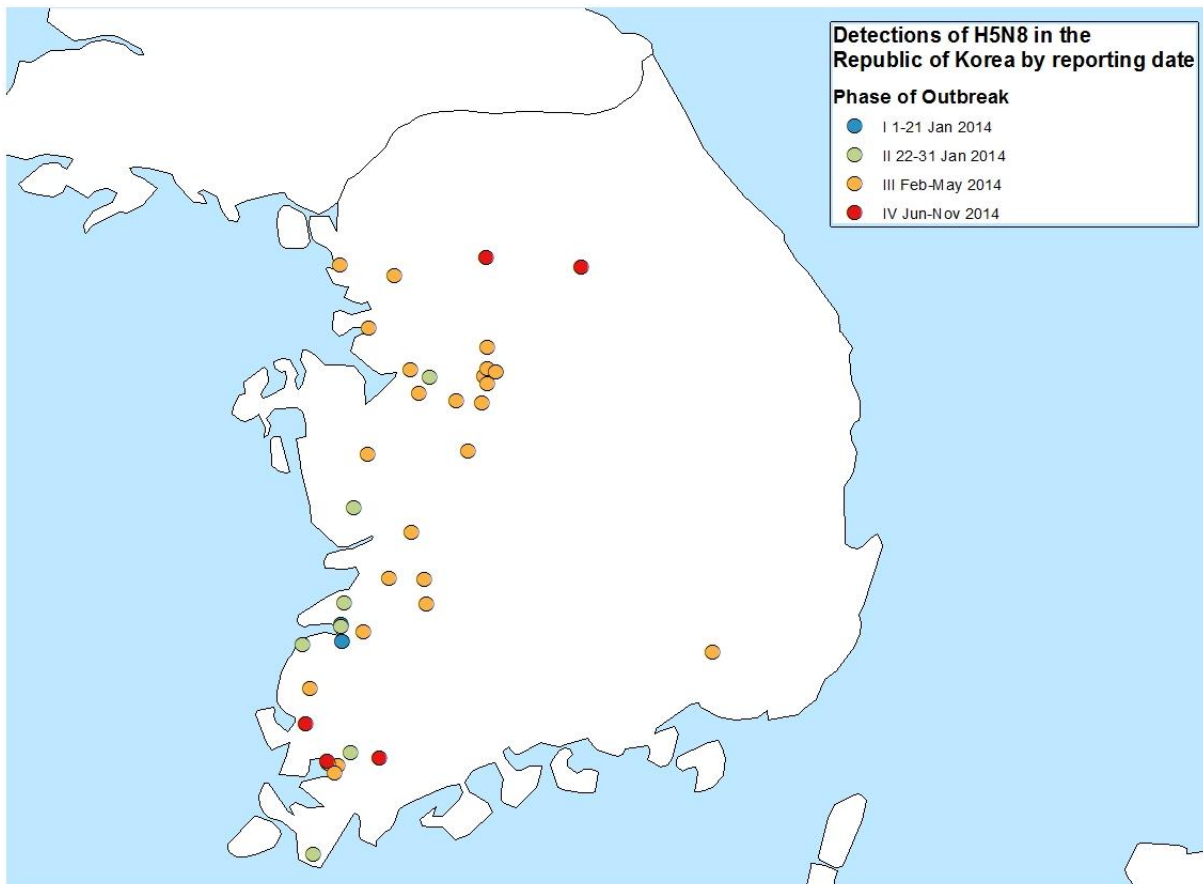 Detections of H5N8 in the
Republic of Korea by reporting date
Phase of Outbreak
I 1-21 Jan 2014
II 22-31 Jan 2014
III Feb-May 2014
IV Jun-Nov 2014